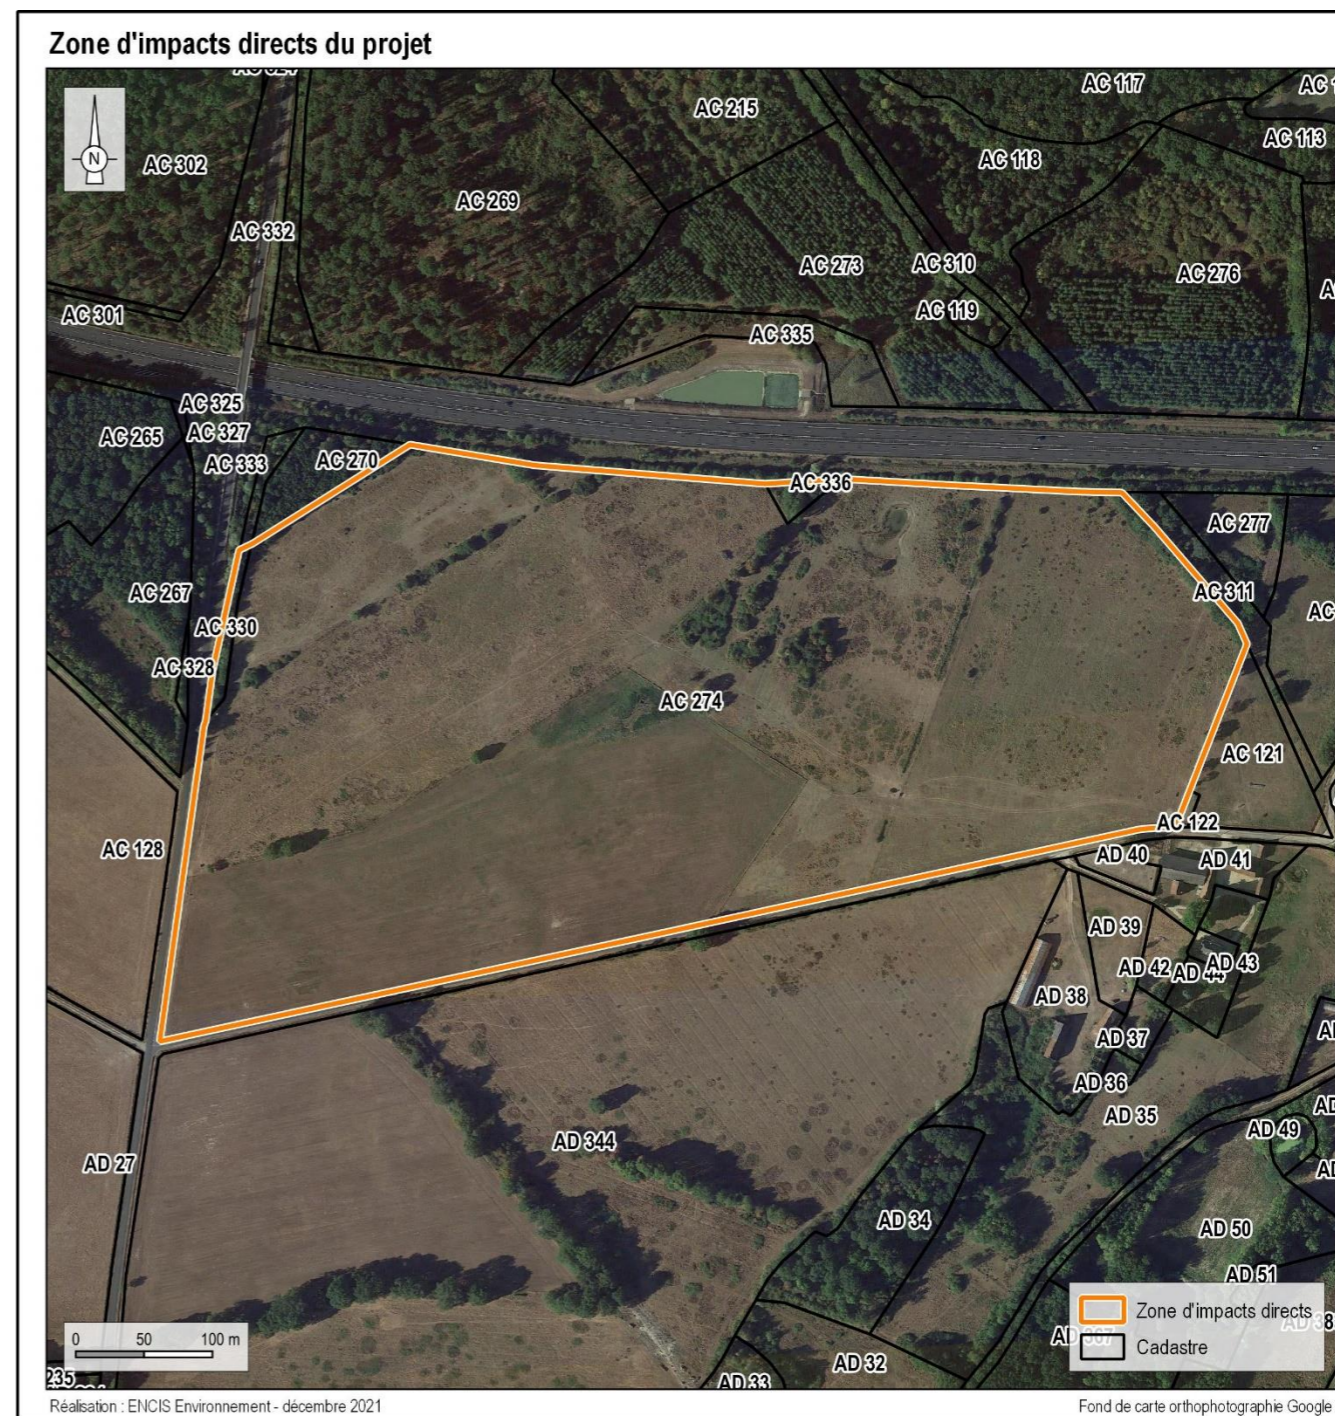 Zone d'impacts directs du projet
N
AC 302
AC 332
AC 269
AC 215
AC 117
AC 118
AC 113
AC 273
AC 310
AC 276
AC 119
AC 301
AC 335
AC 325
AC 265
AC 327
AC 333
AC 270
AC 336
AC 277
AC 267
AC 311
AC 330
AC 328
AC 274
AC 121
AC 128
AC 122
AD 40
AD 41
AD 39
AD 42
AD 44
AD 43
AD 38
AD 37
AD 36
AD 35
AD 344
AD 49
AD 27
AD 34
AD 50
AD 51
AD 32
AD 33
0 50 100 m
Zone d'impacts directs
Cadastre
Réalisation : ENCIS Environnement - décembre 2021
Fond de carte orthophotographie Google